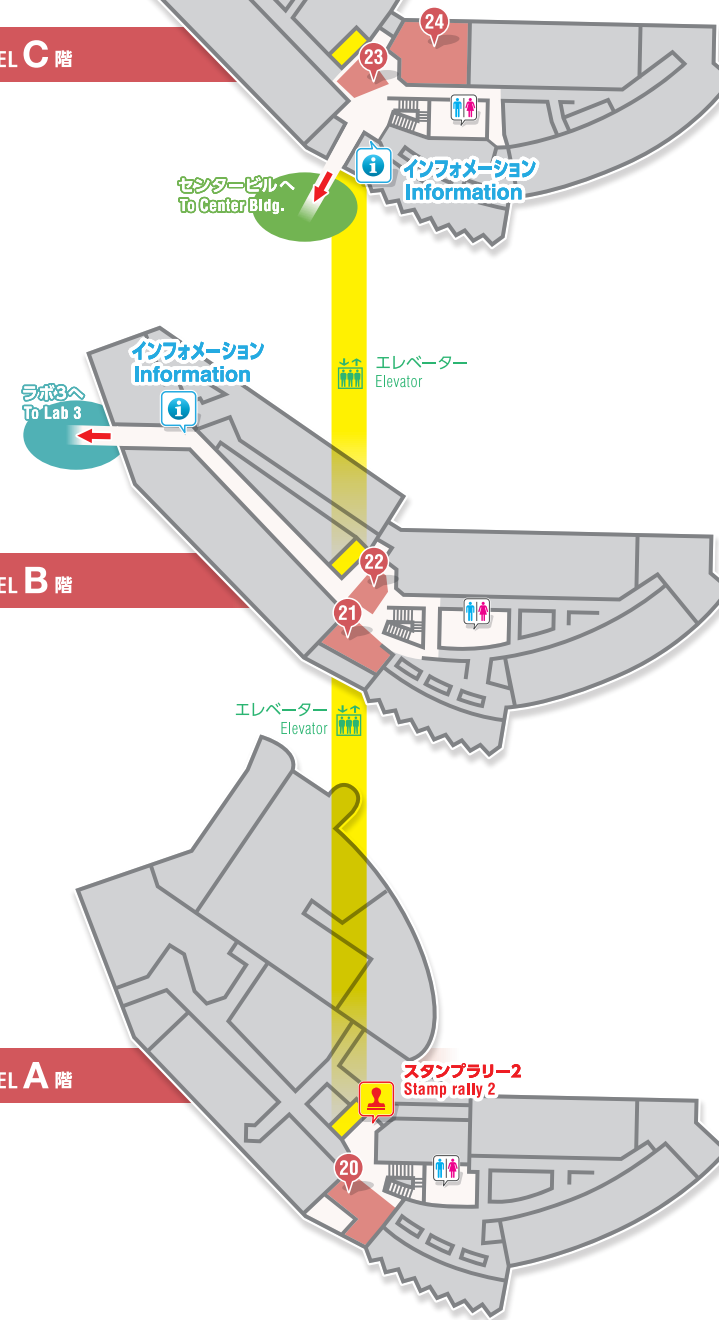 24
23
EL C 階
インフォメーション
Information
センタービルへ
To Center Bldg.
エレベーター
Elevator
インフォメーション
Information
ラボ3へ
To Lab 3
22
EL B 階
21
エレベーター
Elevator
スタンプラリー2
Stamp rally 2
EL A 階
20